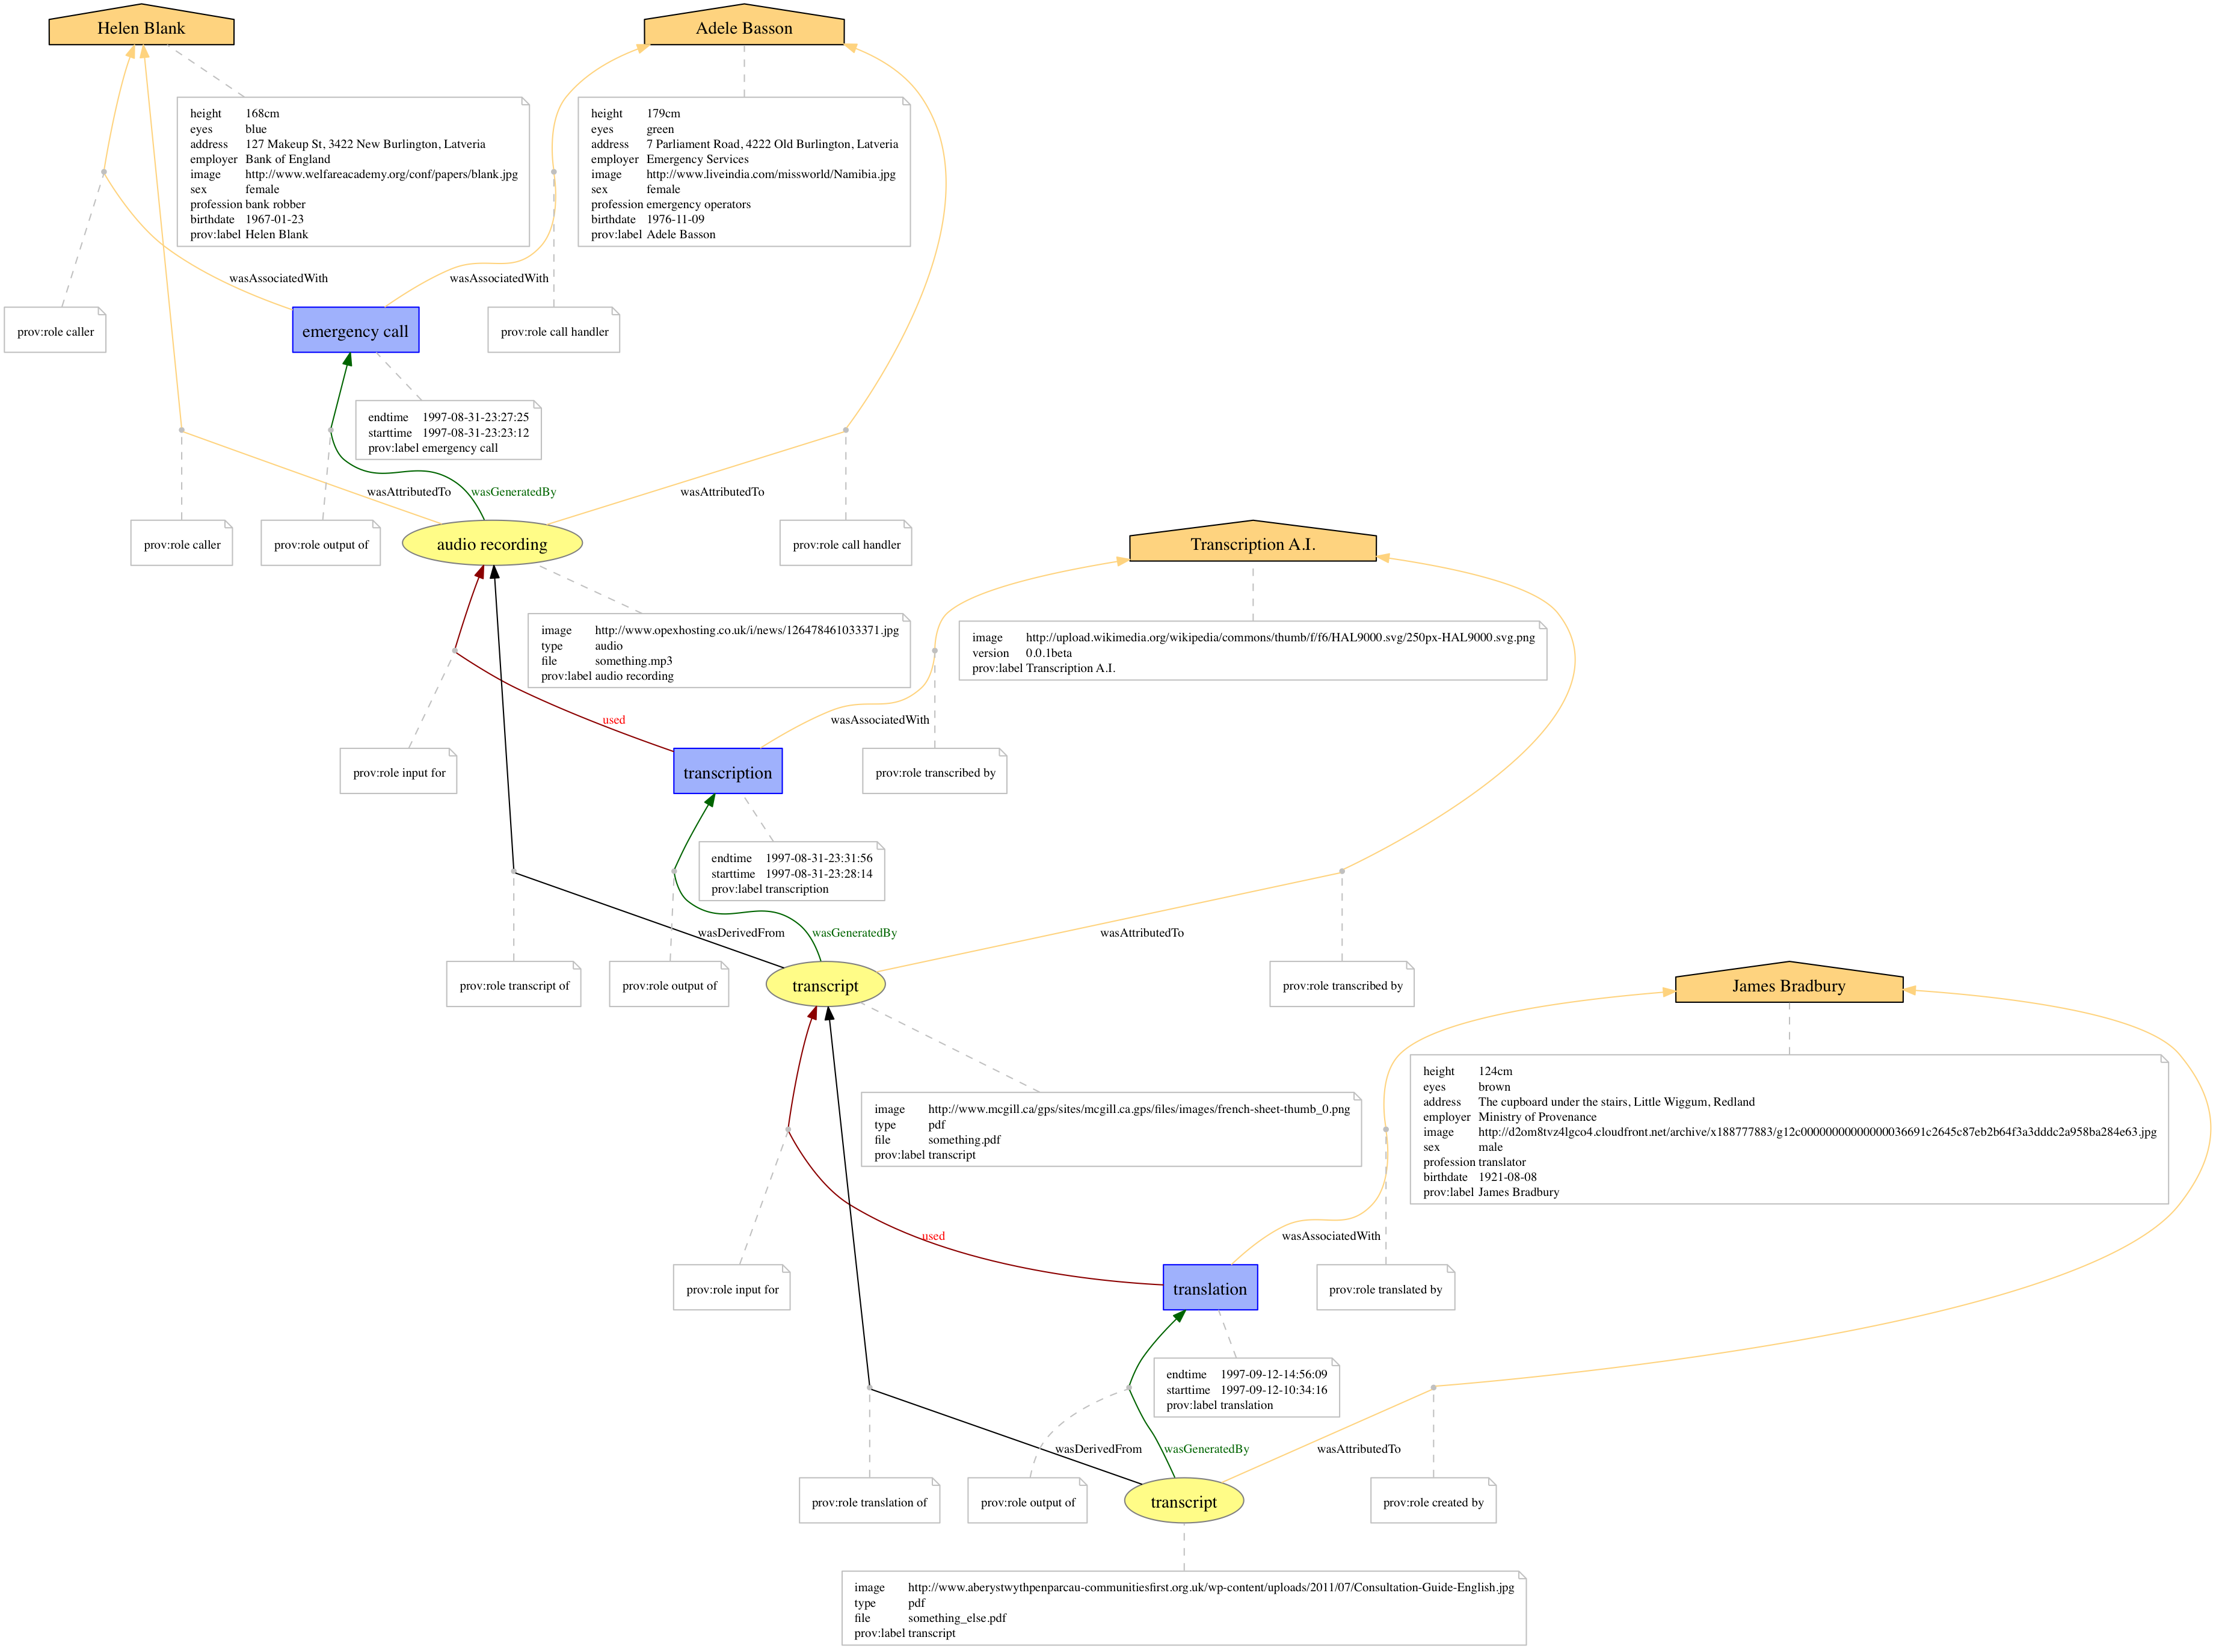 Helen Blank
Adele Basson
height 168cm
eyes blue
address 127 Makeup St, 3422 New Burlington, Latveria
employer Bank of England
image http://www.welfareacademy.org/conf/papers/blank.jpg
sex female
profession bank robber
birthdate 1967-01-23
prov:label Helen Blank
height 179cm
eyes green
address 7 Parliament Road, 4222 Old Burlington, Latveria
employer Emergency Services
image http://www.liveindia.com/missworld/Namibia.jpg
sex female
profession emergency operators
birthdate 1976-11-09
prov:label Adele Basson
wasAssociatedWith
wasAssociatedWith
prov:role caller
emergency call
prov:role call handler
endtime 1997-08-31-23:27:25
starttime 1997-08-31-23:23:12
prov:label emergency call
wasAttributedTo
wasGeneratedBy
wasAttributedTo
prov:role caller
prov:role output of
audio recording
prov:role call handler
Transcription A.I.
image http://www.opexhosting.co.uk/i/news/126478461033371.jpg
type audio
file something.mp3
prov:label audio recording
image http://upload.wikimedia.org/wikipedia/commons/thumb/f/f6/HAL9000.svg/250px-HAL9000.svg.png
version 0.0.1beta
prov:label Transcription A.I.
used
wasAssociatedWith
prov:role input for
transcription
prov:role transcribed by
endtime 1997-08-31-23:31:56
starttime 1997-08-31-23:28:14
prov:label transcription
wasDerivedFrom
wasGeneratedBy
wasAttributedTo
prov:role transcript of
prov:role output of
transcript
prov:role transcribed by
James Bradbury
image http://www.mcgill.ca/gps/sites/mcgill.ca.gps/files/images/french-sheet-thumb_0.png
type pdf
file something.pdf
prov:label transcript
height 124cm
eyes brown
address The cupboard under the stairs, Little Wiggum, Redland
employer Ministry of Provenance
image http://d2om8tvz4lgco4.cloudfront.net/archive/x188777883/g12c00000000000000036691c2645c87eb2b64f3a3dddc2a958ba284e63.jpg
sex male
profession translator
birthdate 1921-08-08
prov:label James Bradbury
used
wasAssociatedWith
prov:role input for
translation
prov:role translated by
endtime 1997-09-12-14:56:09
starttime 1997-09-12-10:34:16
prov:label translation
wasDerivedFrom
wasGeneratedBy
wasAttributedTo
prov:role translation of
prov:role output of
transcript
prov:role created by
image http://www.aberystwythpenparcau-communitiesfirst.org.uk/wp-content/uploads/2011/07/Consultation-Guide-English.jpg
type pdf
file something_else.pdf
prov:label transcript